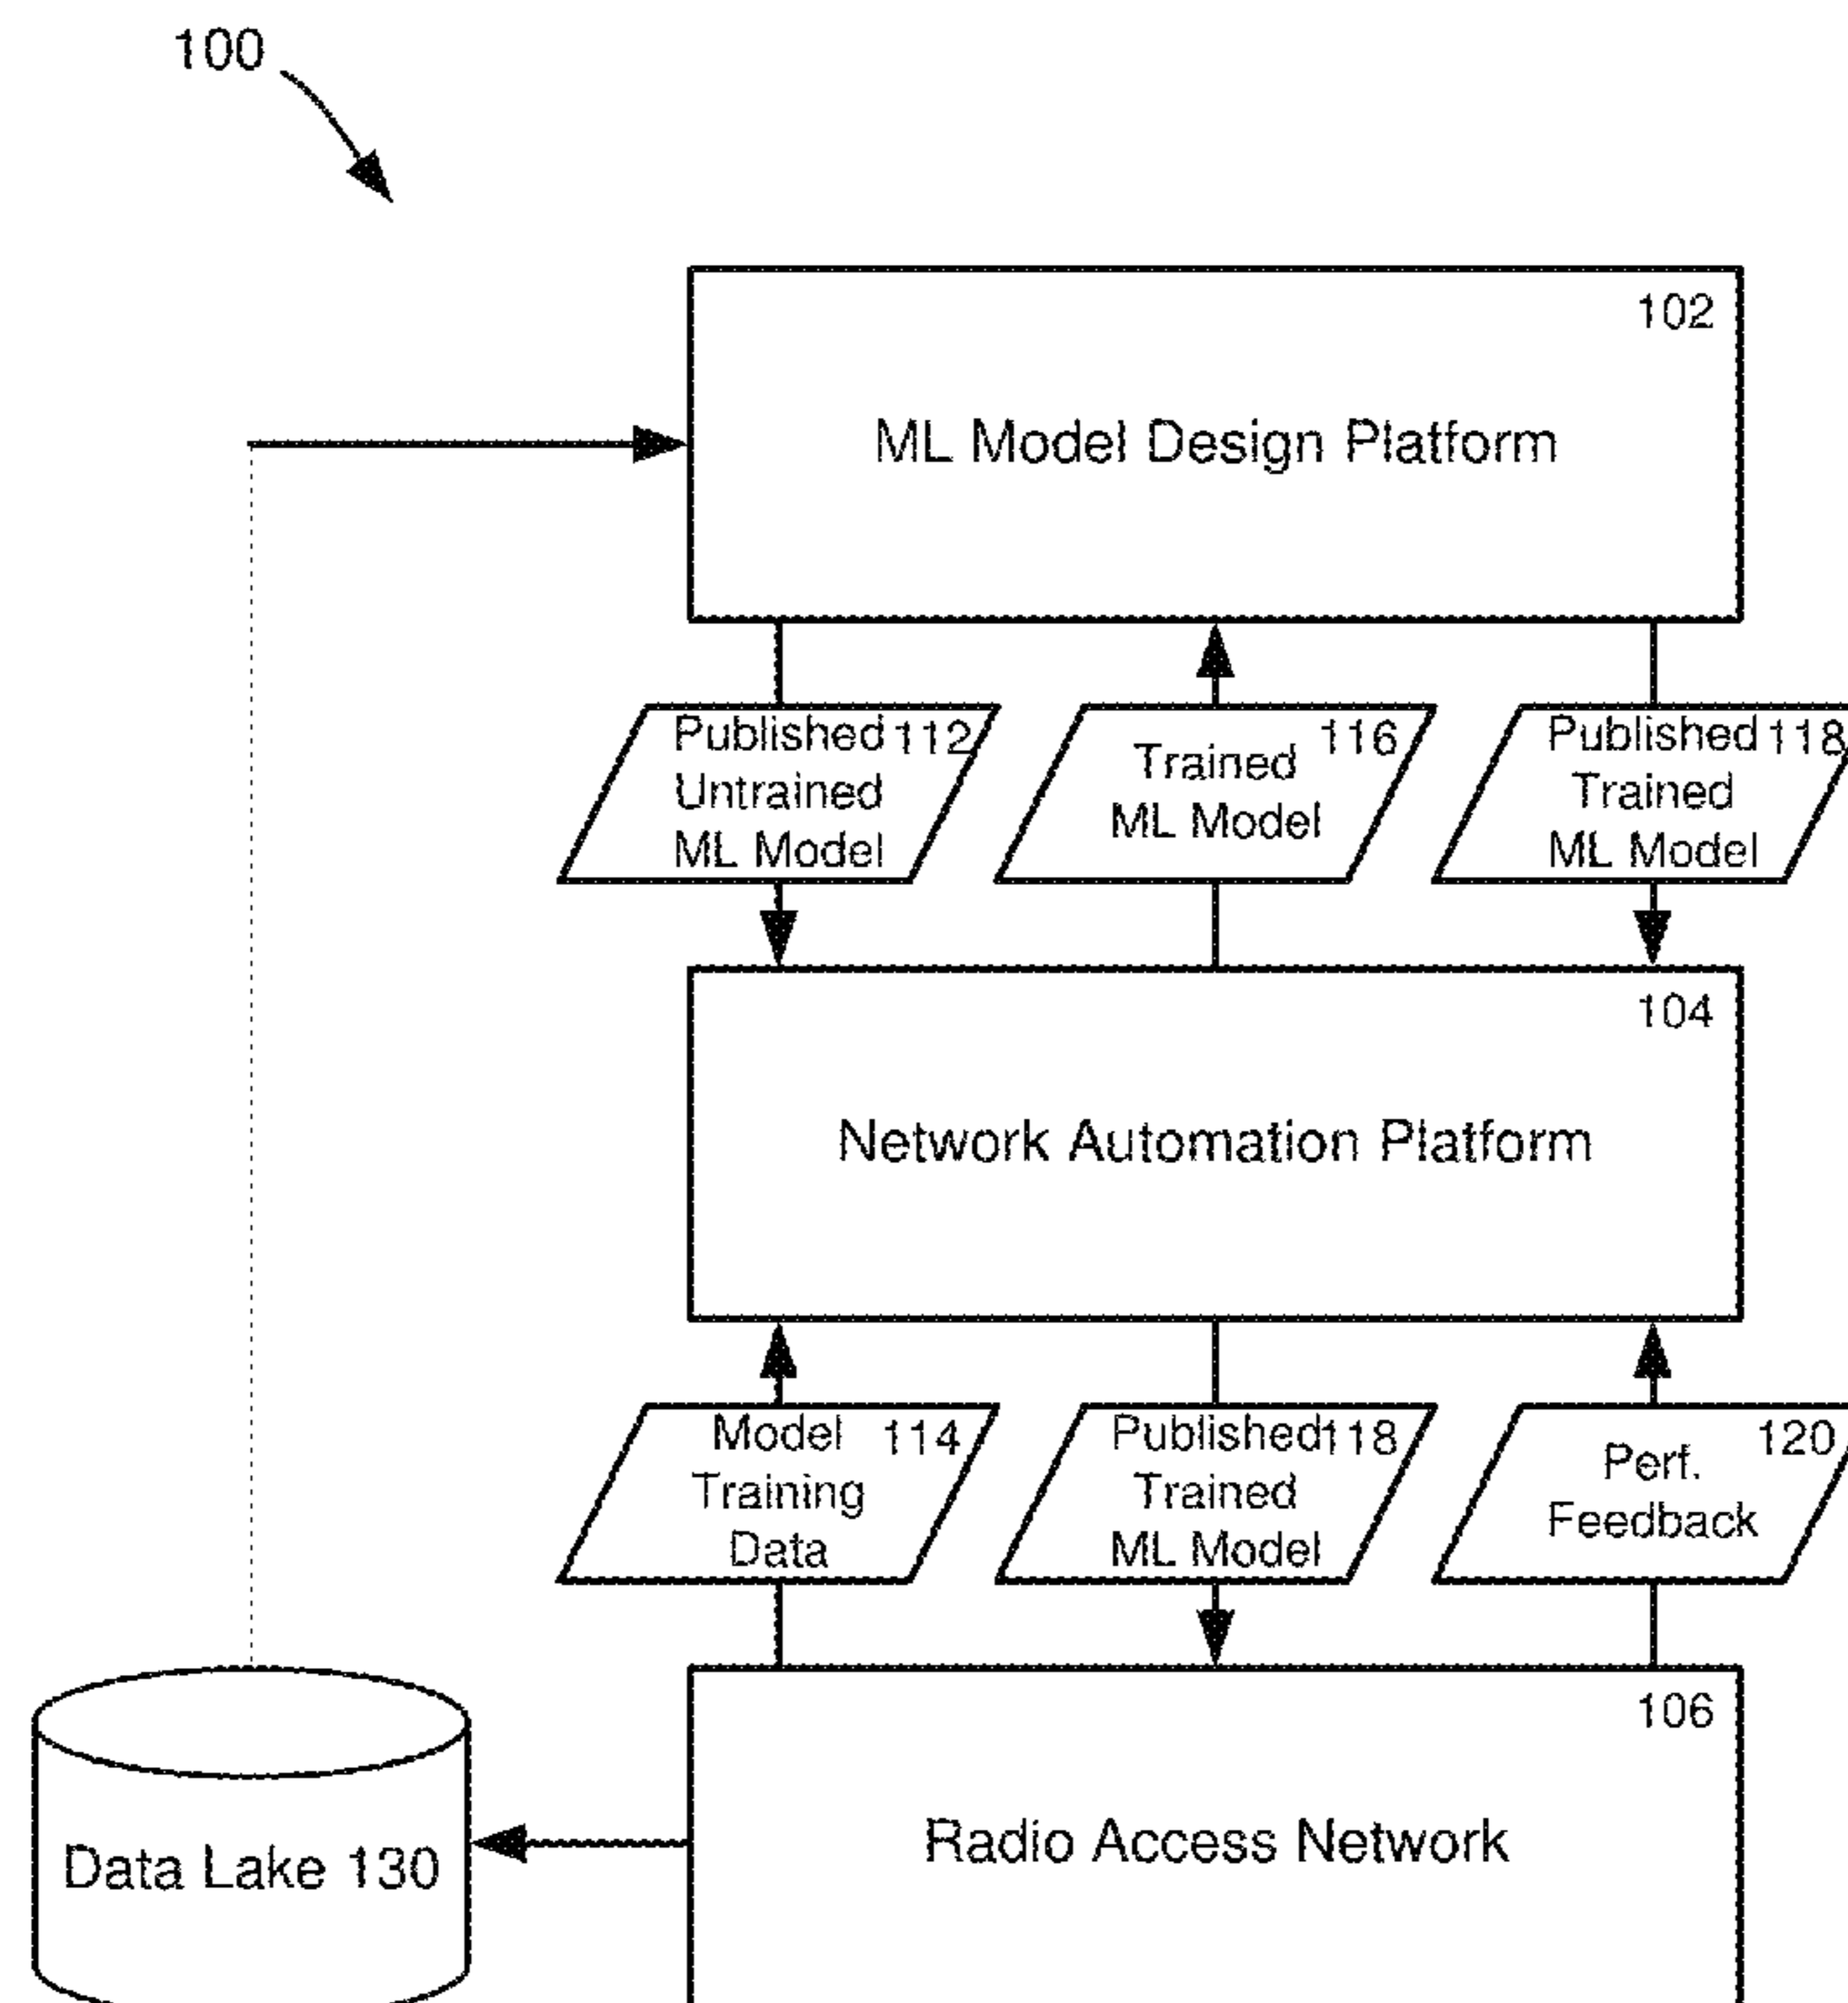 100
102
ML Model Design Platform
Published 112
Untrained
ML Model
116
Trained
ML Model
Published 118
Trained
ML Model
104
Network Automation Platform
Model 114
Training
Data
Published 118
Trained
ML Model
120
Perf.
Feedback
106
Radio Access Network
Data Lake 130